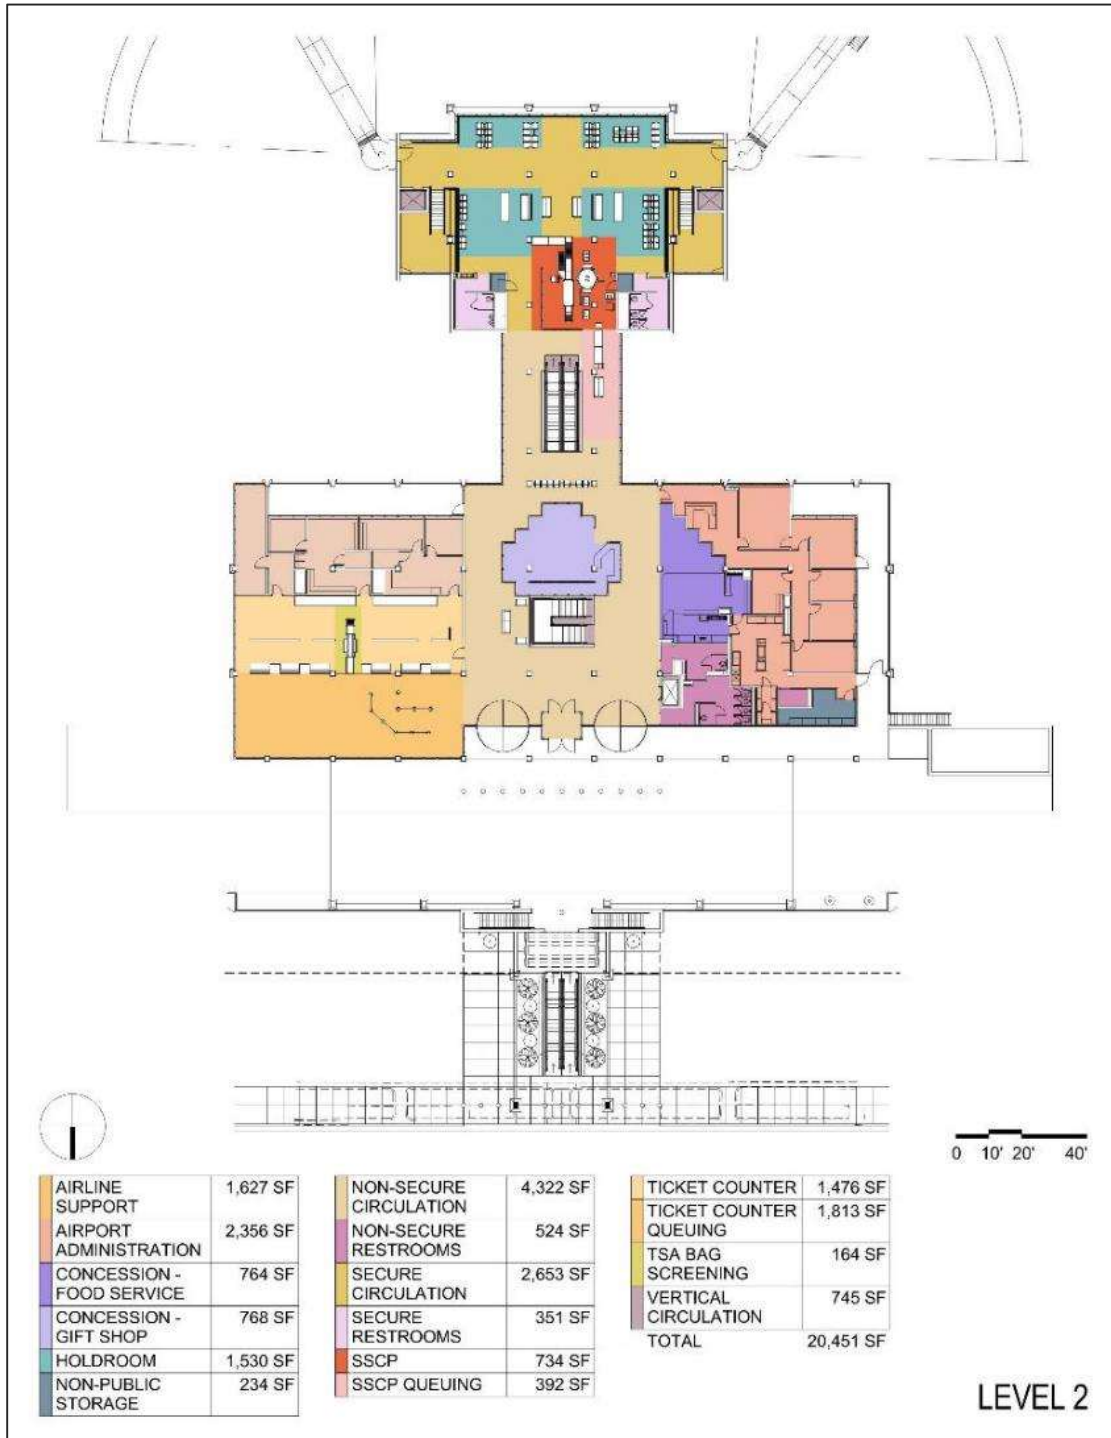 0 10' 20' 40'
AIRLINE
SUPPORT 1,627 SF
AIRPORT
ADMINISTRATION 2,356 SF
CONCESSION -
FOOD SERVICE 764 SF
CONCESSION -
GIFT SHOP 768 SF
HOLDROOM 1,530 SF
NON-PUBLIC
STORAGE 234 SF
NON-SECURE
CIRCULATION 4,322 SF
NON-SECURE
RESTROOMS 524 SF
SECURE
CIRCULATION 2,653 SF
SECURE
RESTROOMS 351 SF
SSCP 734 SF
SSCP QUEUING 392 SF
TICKET COUNTER 1,476 SF
TICKET COUNTER
QUEUING 1,813 SF
TSA BAG
SCREENING 164 SF
VERTICAL
CIRCULATION 745 SF
TOTAL 20,451 SF
LEVEL 2